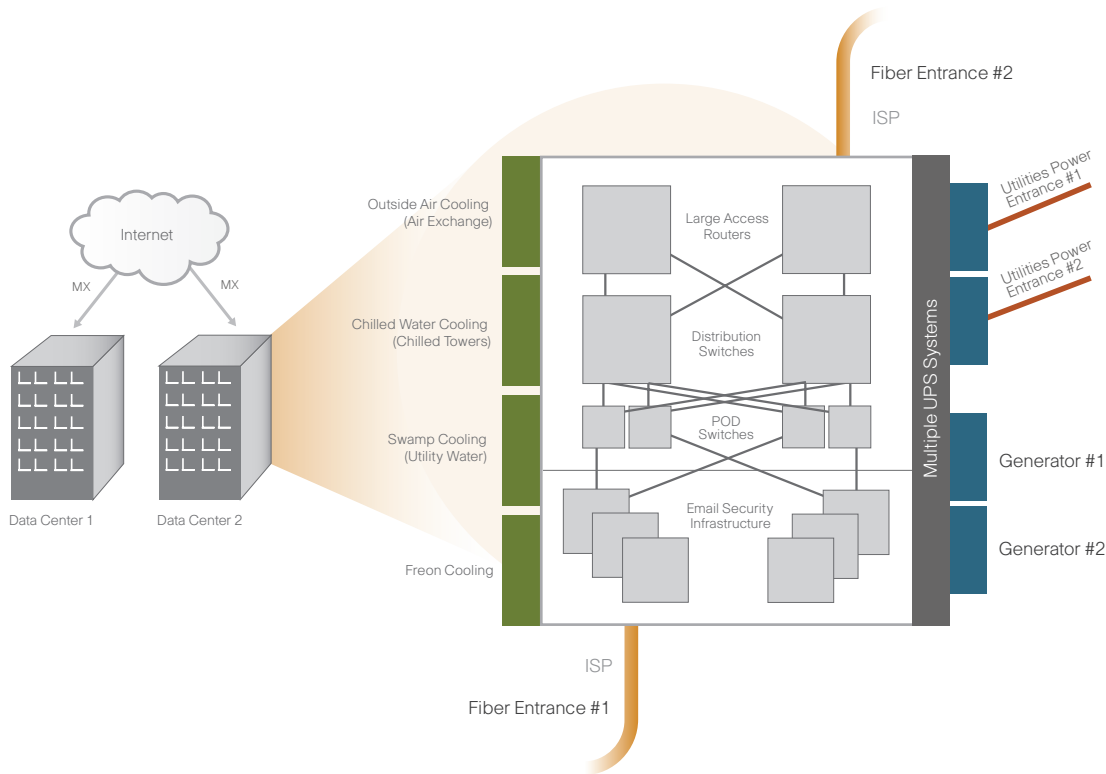 Fiber Entrance #2
ISP
Utilities Power
Entrance #1
Utilities Power
Entrance #2
Outside Air Cooling
(Air Exchange)
Large Access
Routers
Internet
MX
MX
Chilled Water Cooling
(Chilled Towers)
Distribution
Switches
Multiple UPS Systems
Swamp Cooling
(Utility Water)
POD
Switches
Generator #1
Data Center 1
Data Center 2
Email Security
Infrastructure
Generator #2
Freon Cooling
ISP
Fiber Entrance #1